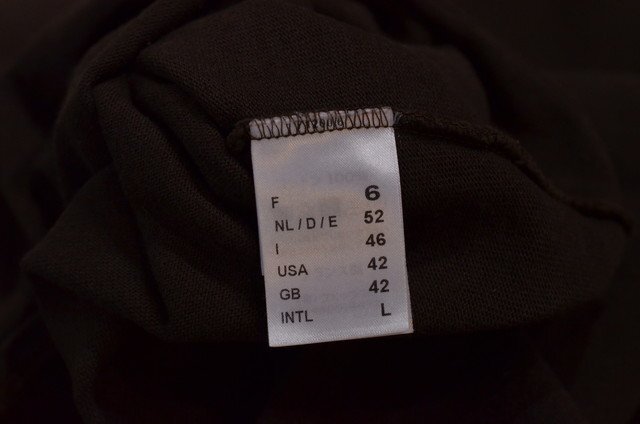 F 6
NL / D / E 52
I 46
USA 42
GB 42
INTL L